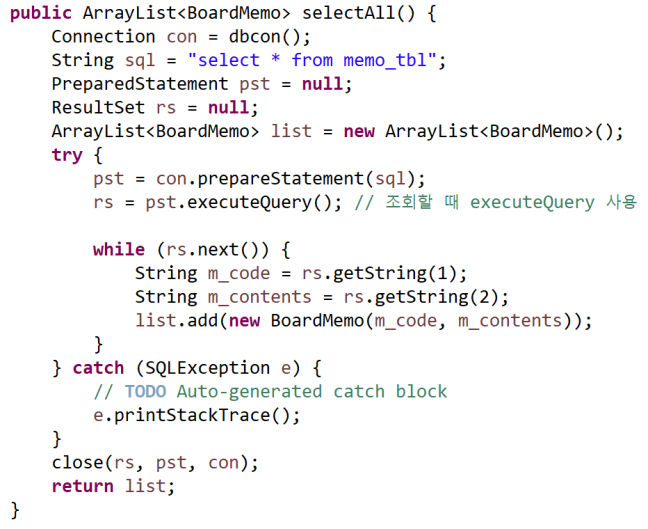 public ArrayList<BoardMemo> selectAll() {
    Connection con = dbcon();
    String sql = "select * from memo_tbl";
    PreparedStatement pst = null;
    ResultSet rs = null;
    ArrayList<BoardMemo> list = new ArrayList<BoardMemo>();
    try {
        pst = con.prepareStatement(sql);
        rs = pst.executeQuery(); // 조회할 때 executeQuery 사용

        while (rs.next()) {
            String m_code = rs.getString(1);
            String m_contents = rs.getString(2);
            list.add(new BoardMemo(m_code, m_contents));
        }
    } catch (SQLException e) {
        // TODO Auto-generated catch block
        e.printStackTrace();
    }
    close(rs, pst, con);
    return list;
}